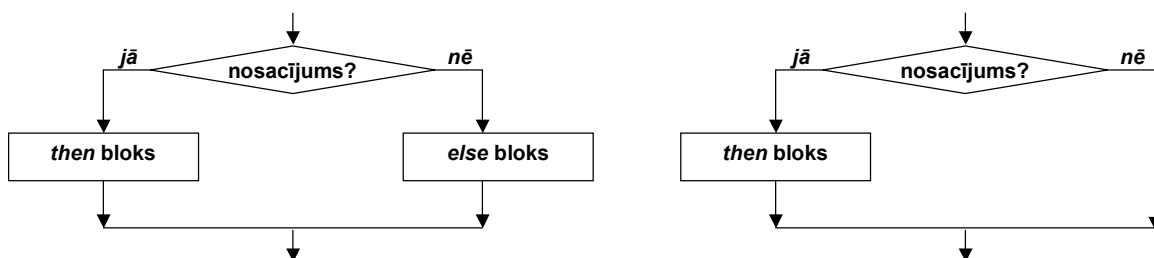 jā
nē
nosacījums?
then bloks
else bloks
jā
nē
nosacījums?
then bloks